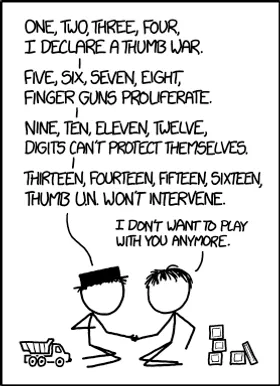 ONE, TWO, THREE, FOUR,
I DECLARE A THUMB WAR.
FIVE, SIX, SEVEN, EIGHT,
FINGER GUNS PROLIFERATE.
NINE, TEN, ELEVEN, TWELVE,
DIGITS CAN'T PROTECT THEMSELVES.
THIRTEEN, FOURTEEN, FIFTEEN, SIXTEEN,
THUMB U.N. WON'T INTERVENE.
I DON'T WANT TO PLAY
WITH YOU ANYMORE.